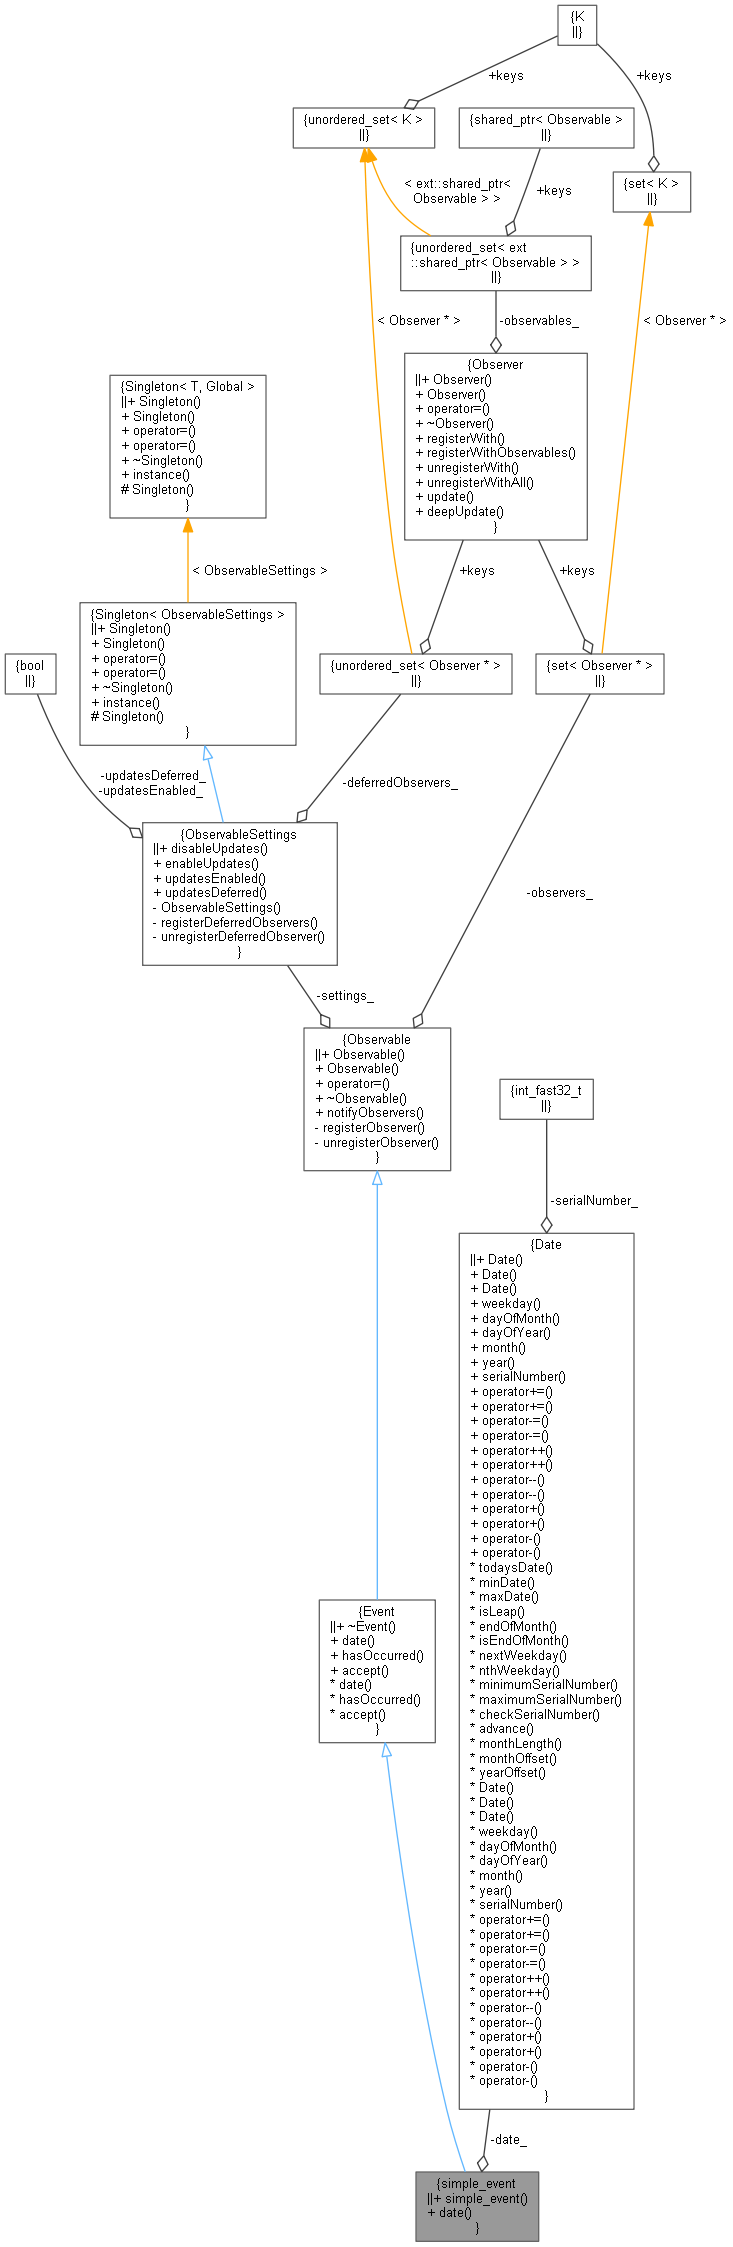 {K
||}
+keys
+keys
{unordered_set< K >
||}
{shared_ptr< Observable >
||}
{set< K >
||}
< ext::shared_ptr<
Observable > >
+keys
{unordered_set< ext
::shared_ptr< Observable > >
||}
< Observer * >
-observables_
< Observer * >
{Observer
||+ Observer()
+ Observer()
+ operator=()
+ ~Observer()
+ registerWith()
+ registerWithObservables()
+ unregisterWith()
+ unregisterWithAll()
+ update()
+ deepUpdate()
}
{Singleton< T, Global >
||+ Singleton()
+ Singleton()
+ operator=()
+ operator=()
+ ~Singleton()
+ instance()
# Singleton()
}
< ObservableSettings >
+keys
+keys
{Singleton< ObservableSettings >
||+ Singleton()
+ Singleton()
+ operator=()
+ operator=()
+ ~Singleton()
+ instance()
# Singleton()
}
{bool
||}
{unordered_set< Observer * >
||}
{set< Observer * >
||}
-updatesDeferred_
-updatesEnabled_
-deferredObservers_
{ObservableSettings
||+ disableUpdates()
+ enableUpdates()
+ updatesEnabled()
+ updatesDeferred()
- ObservableSettings()
- registerDeferredObservers()
- unregisterDeferredObserver()
}
-observers_
-settings_
{Observable
||+ Observable()
+ Observable()
+ operator=()
+ ~Observable()
+ notifyObservers()
- registerObserver()
- unregisterObserver()
}
{int_fast32_t
||}
-serialNumber_
{Date
||+ Date()
+ Date()
+ Date()
+ weekday()
+ dayOfMonth()
+ dayOfYear()
+ month()
+ year()
+ serialNumber()
+ operator+=()
+ operator+=()
+ operator-=()
+ operator-=()
+ operator++()
+ operator++()
+ operator--()
+ operator--()
+ operator+()
+ operator+()
+ operator-()
+ operator-()
* todaysDate()
* minDate()
* maxDate()
* isLeap()
* endOfMonth()
* isEndOfMonth()
* nextWeekday()
* nthWeekday()
* minimumSerialNumber()
* maximumSerialNumber()
* checkSerialNumber()
* advance()
* monthLength()
* monthOffset()
* yearOffset()
* Date()
* Date()
* Date()
* weekday()
* dayOfMonth()
* dayOfYear()
* month()
* year()
* serialNumber()
* operator+=()
* operator+=()
* operator-=()
* operator-=()
* operator++()
* operator++()
* operator--()
* operator--()
* operator+()
* operator+()
* operator-()
* operator-()
}
{Event
||+ ~Event()
+ date()
+ hasOccurred()
+ accept()
* date()
* hasOccurred()
* accept()
}
-date_
{simple_event
||+ simple_event()
+ date()
}